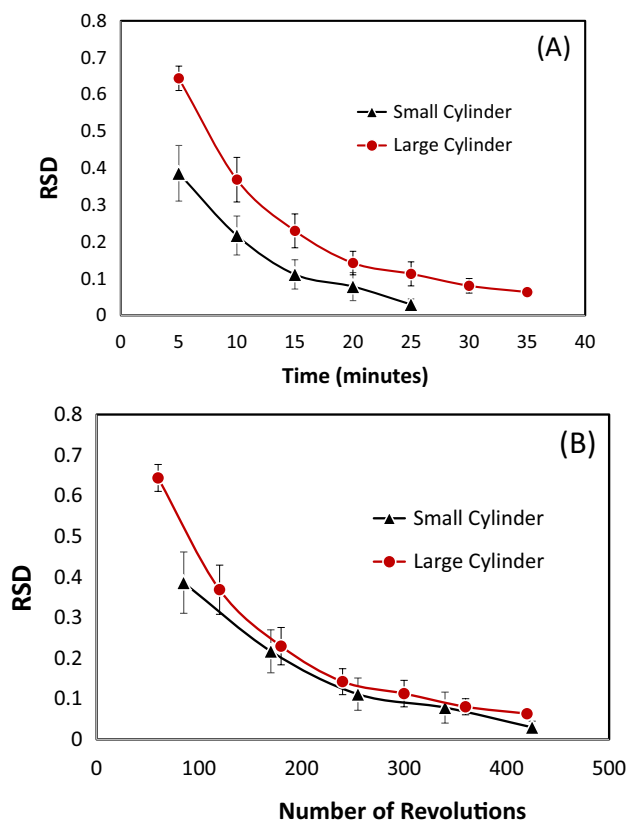 (A)
RSD
0.8
0.7
0.6
0.5
0.4
0.3
0.2
0.1
0
Small Cylinder
Large Cylinder
0 5 10 15 20 25 30 35 40
Time (minutes)
(B)
RSD
0.8
0.7
0.6
0.5
0.4
0.3
0.2
0.1
0
Small Cylinder
Large Cylinder
0 100 200 300 400 500
Number of Revolutions